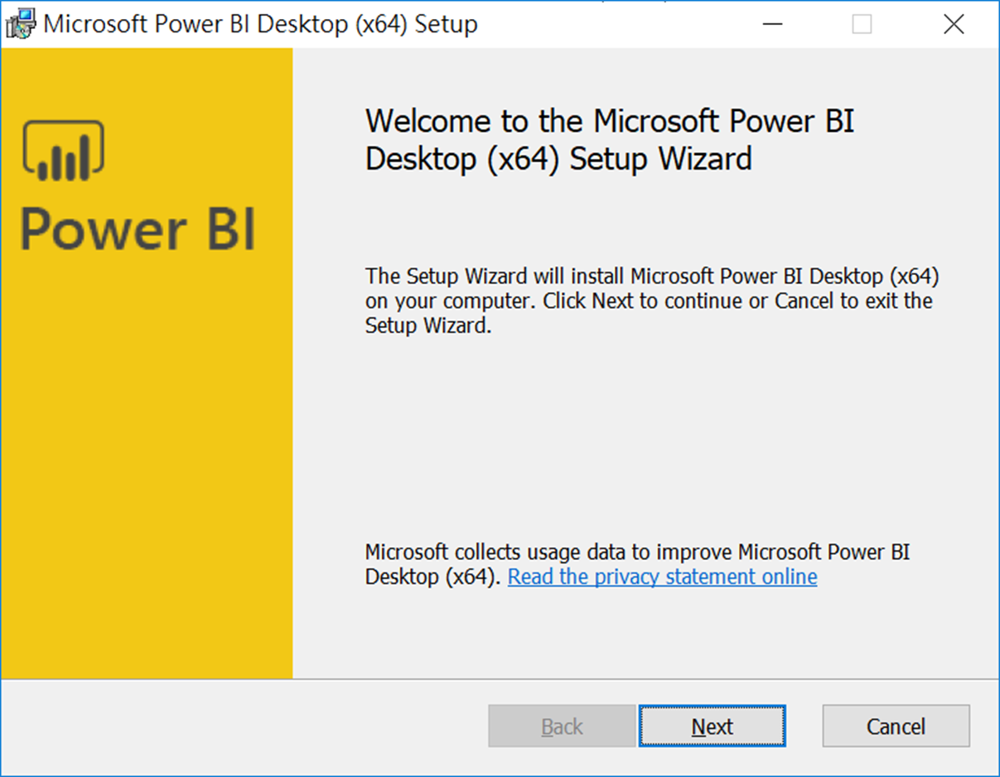 Microsoft Power BI Desktop (x64) Setup
Power BI
Welcome to the Microsoft Power BI
Desktop (x64) Setup Wizard
The Setup Wizard will install Microsoft Power BI Desktop (x64)
on your computer. Click Next to continue or Cancel to exit the
Setup Wizard.
Microsoft collects usage data to improve Microsoft Power BI
Desktop (x64). Read the privacy statement online
Back
Next
Cancel